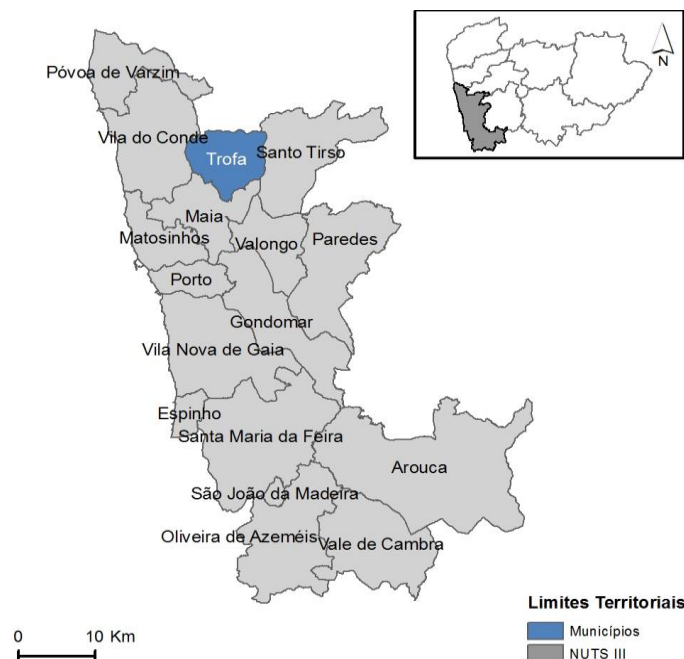 N
Póvoa de Varzim
Vila do Conde
Trofa
Santo Tirso
Maia
Matosinhos
Valongo
Paredes
Porto
Gondomar
Vila Nova de Gaia
Espinho
Santa Maria da Feira
Arouca
São João da Madeira
Oliveira de Azeméis
Vale de Cambra
Limites Territoriais
0 10 Km
Municípios
NUTS III